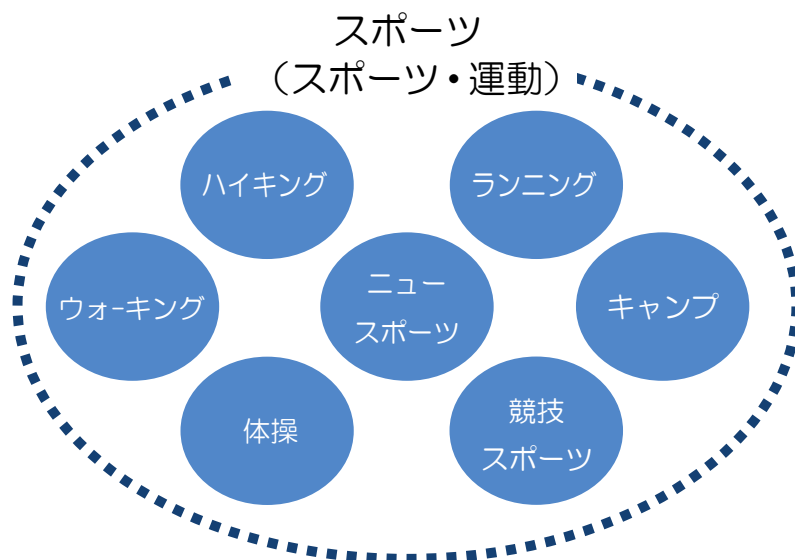 スポーツ
（スポーツ・運動）
ハイキング
ランニング
ウォーキング
ニュー
スポーツ
キャンプ
体操
競技
スポーツ